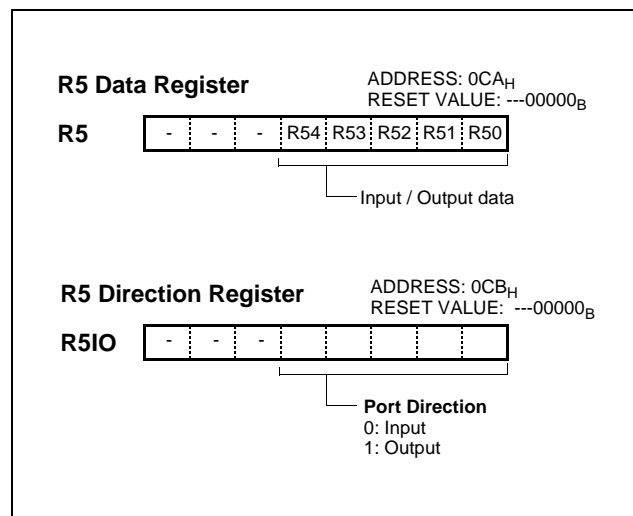 R5 Data Register
ADDRESS: 0CAH
RESET VALUE: ---00000B
R5 - - - R54 R53 R52 R51 R50
Input / Output data
R5 Direction Register
ADDRESS: 0CBH
RESET VALUE: ---00000B
R5IO - - -
Port Direction
0: Input
1: Output